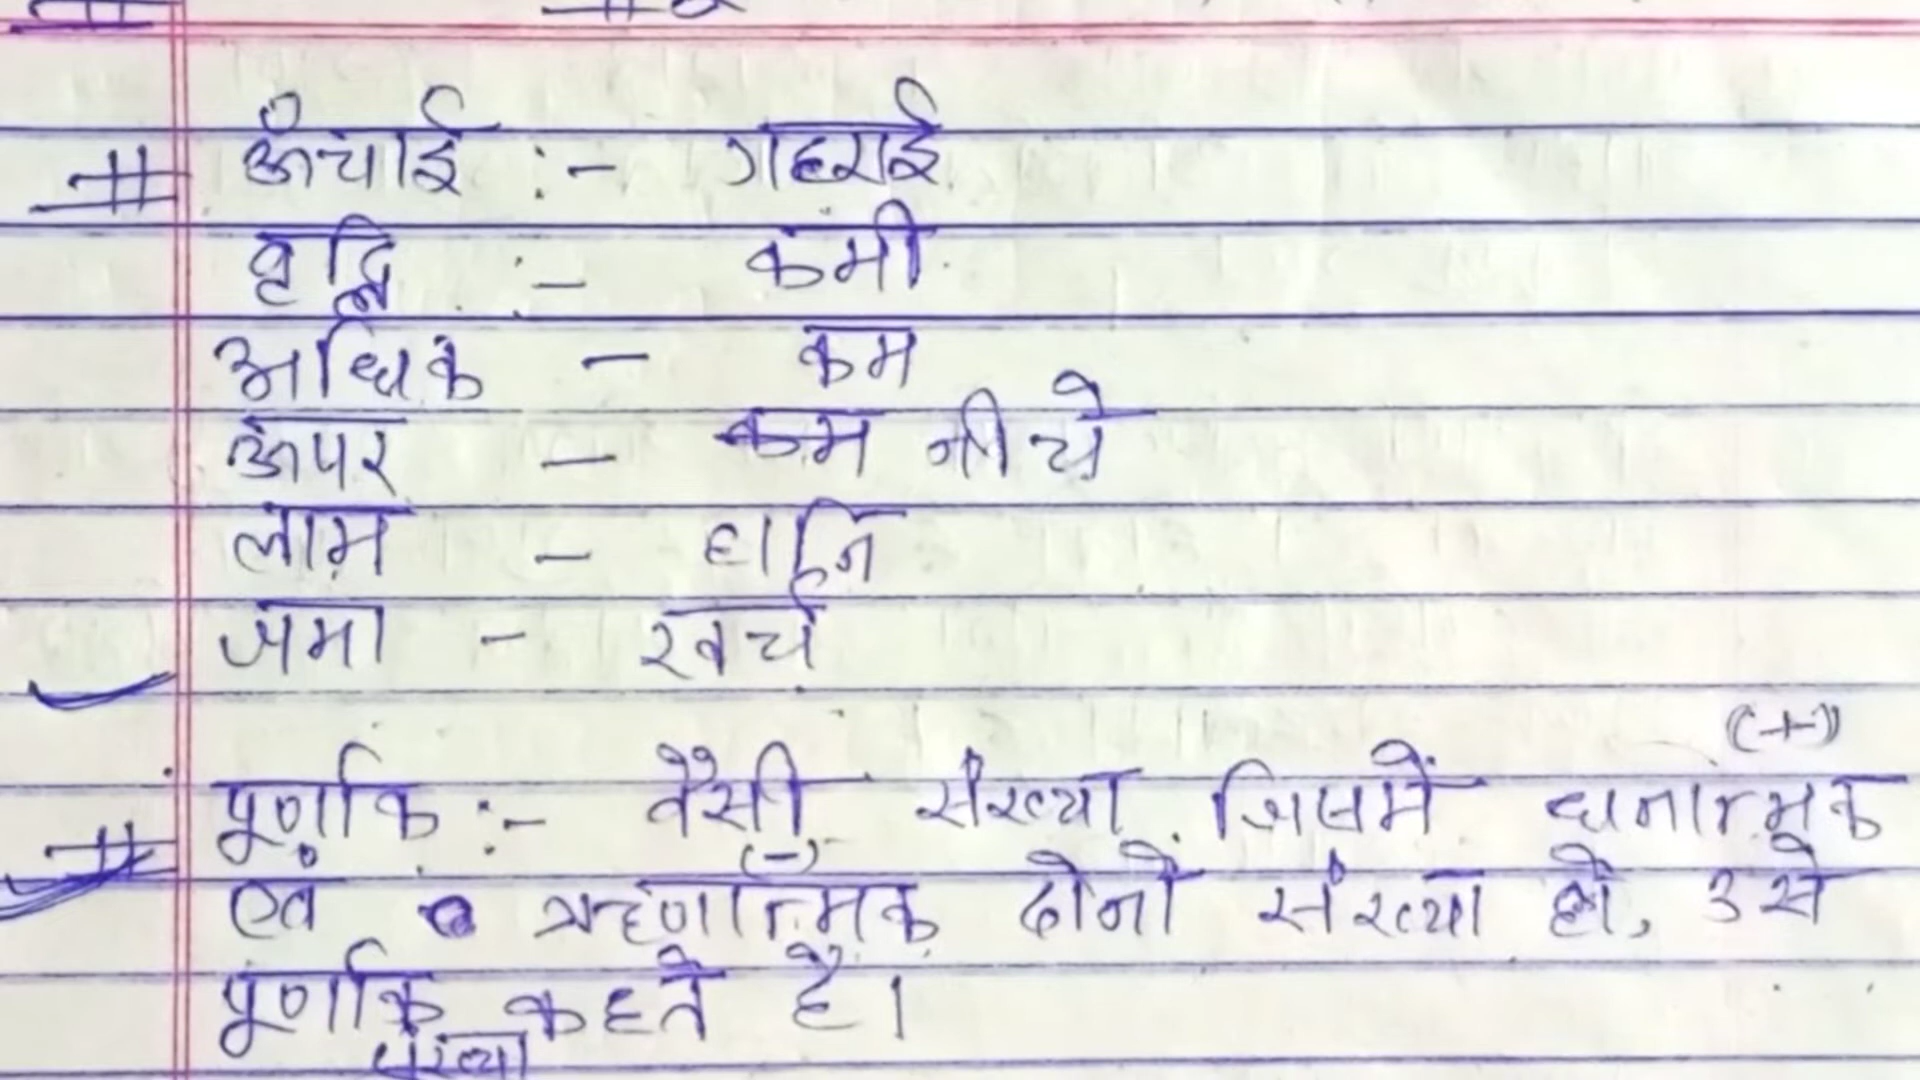 # ऊँचाई :- गहराई
वृद्धि :- कमी
अधिक - कम
ऊपर - कम नीचे
लाभ - हानि
जमा - खर्च
(+)
# पूर्णांक :- वैसी संख्या जिसमें धनात्मक
(-)
एवं ऋणात्मक दोनों संख्या हो, उसे
पूर्णांक कहते है।
संख्या